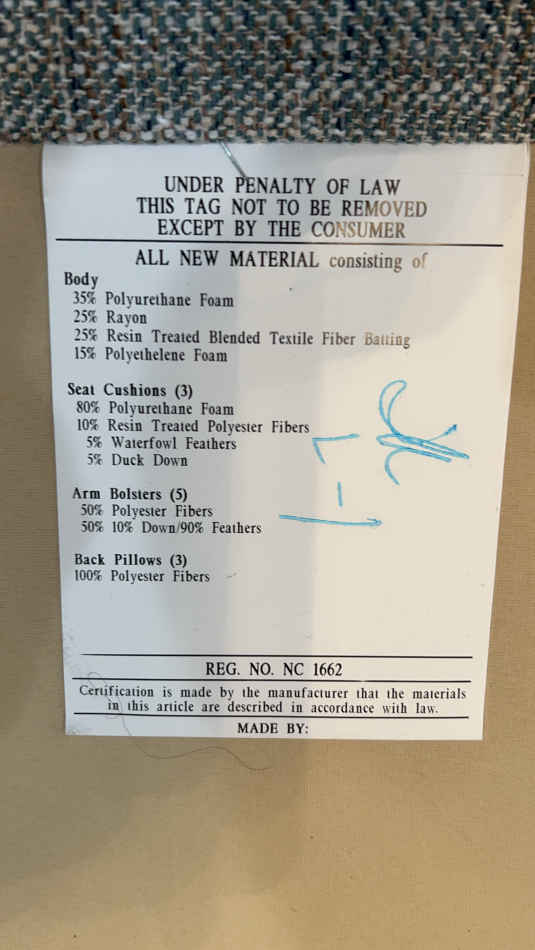 UNDER PENALTY OF LAW
THIS TAG NOT TO BE REMOVED
EXCEPT BY THE CONSUMER
ALL NEW MATERIAL consisting of
Body
35% Polyurethane Foam
25% Rayon
25% Resin Treated Blended Textile Fiber Batting
15% Polyethelene Foam
Seat Cushions (3)
80% Polyurethane Foam
10% Resin Treated Polyester Fibers
5% Waterfowl Feathers
5% Duck Down
Arm Bolsters (5)
50% Polyester Fibers
50% 10% Down/90% Feathers
Back Pillows (3)
100% Polyester Fibers
REG. NO. NC 1662
Certification is made by the manufacturer that the materials
in this article are described in accordance with law.
MADE BY: